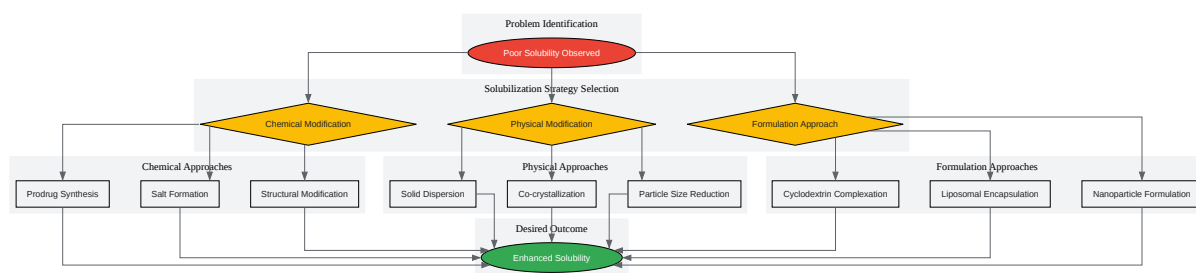 Problem Identification
Poor Solubility Observed
Solubilization Strategy Selection
Chemical Modification
Physical Modification
Formulation Approach
Chemical Approaches
Physical Approaches
Formulation Approaches
Prodrug Synthesis
Salt Formation
Structural Modification
Solid Dispersion
Co-crystallization
Particle Size Reduction
Cyclodextrin Complexation
Liposomal Encapsulation
Nanoparticle Formulation
Desired Outcome
Enhanced Solubility